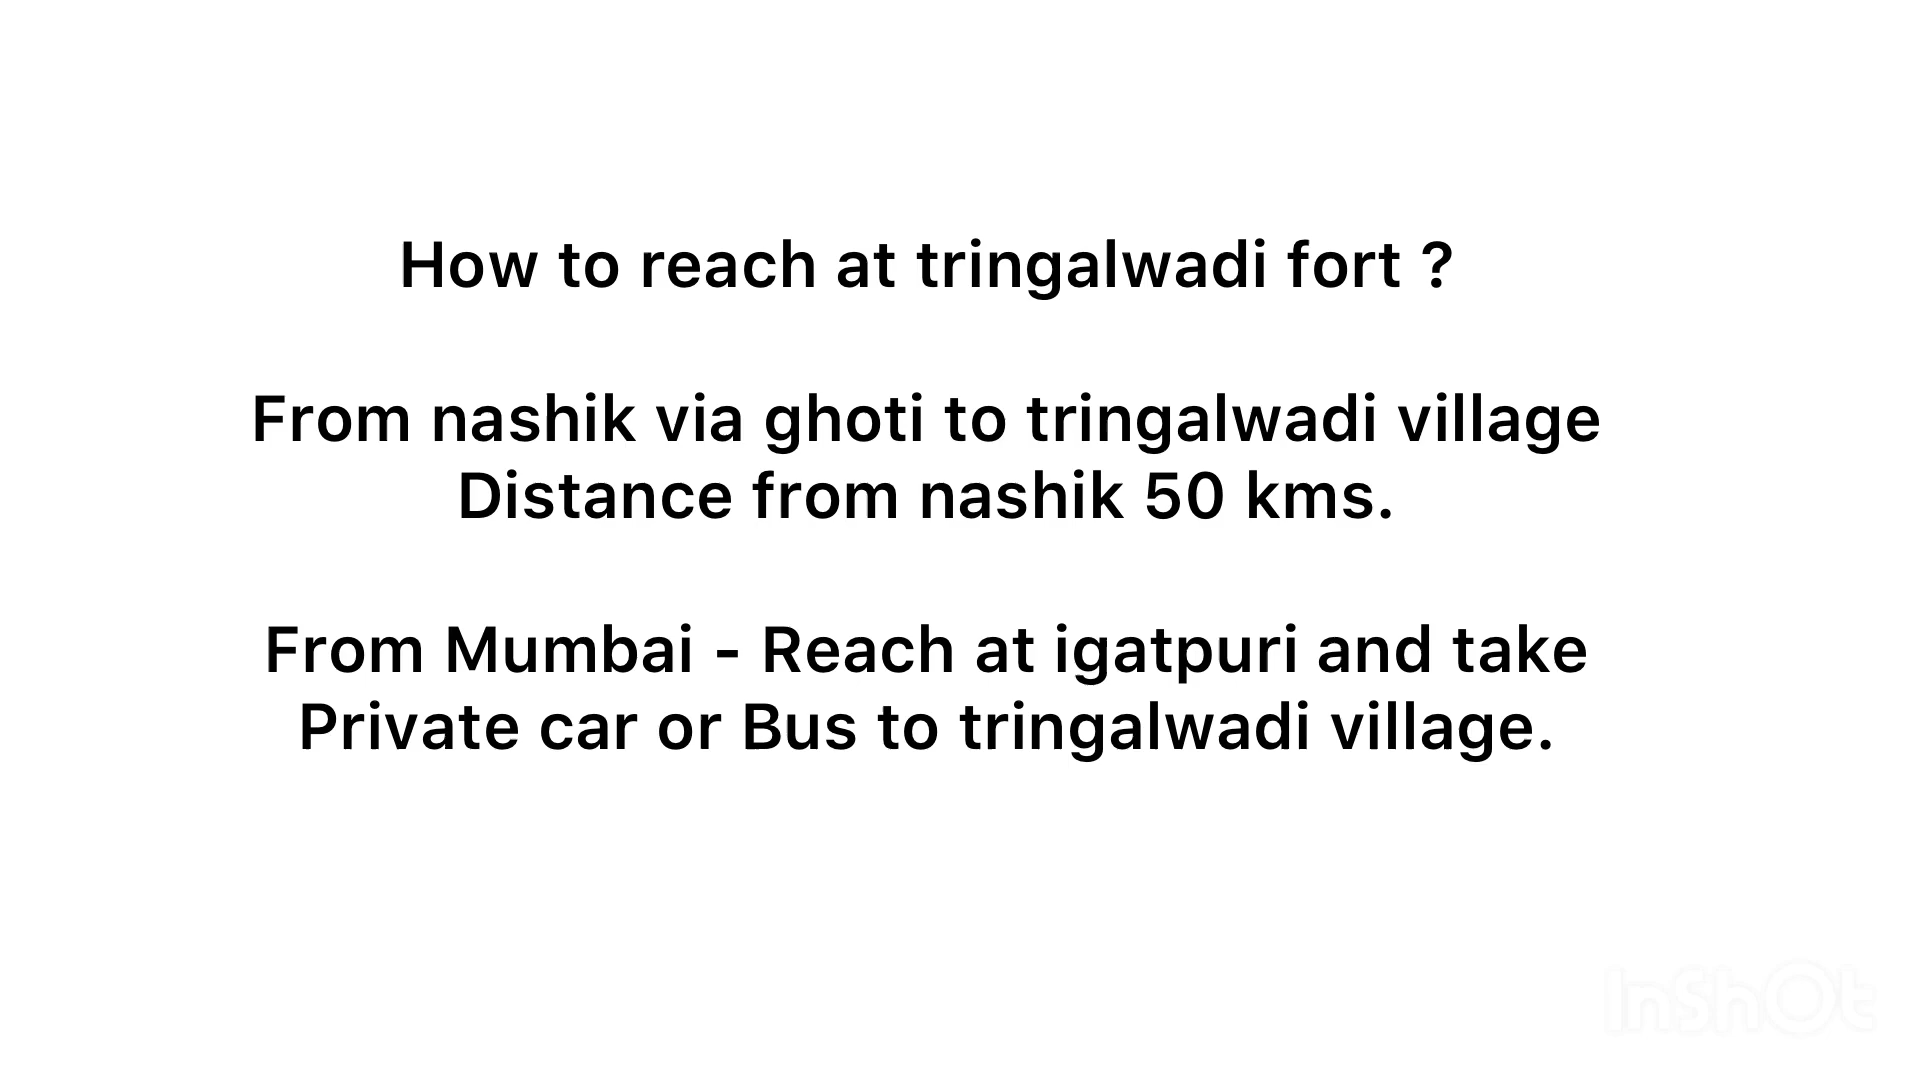 How to reach at tringalwadi fort ?
From nashik via ghoti to tringalwadi village
Distance from nashik 50 kms.
From Mumbai - Reach at igatpuri and take
Private car or Bus to tringalwadi village.
InShOt